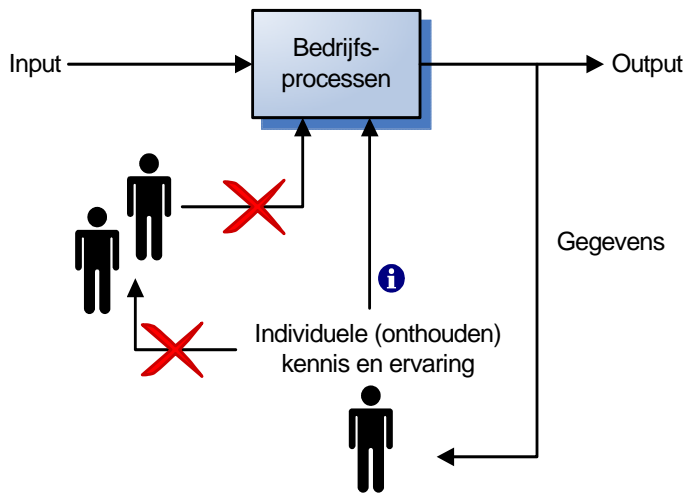 Bedrijfs-
processen
Input
Output
Gegevens
i
Individuele (onthouden)
kennis en ervaring